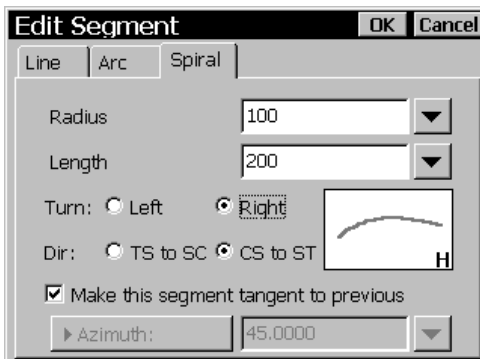 Edit Segment OK Cancel
Line Arc Spiral
Radius 100
Length 200
Turn: Left Right
Dir: TS to SC CS to ST
H
Make this segment tangent to previous
Azimuth: 45.0000